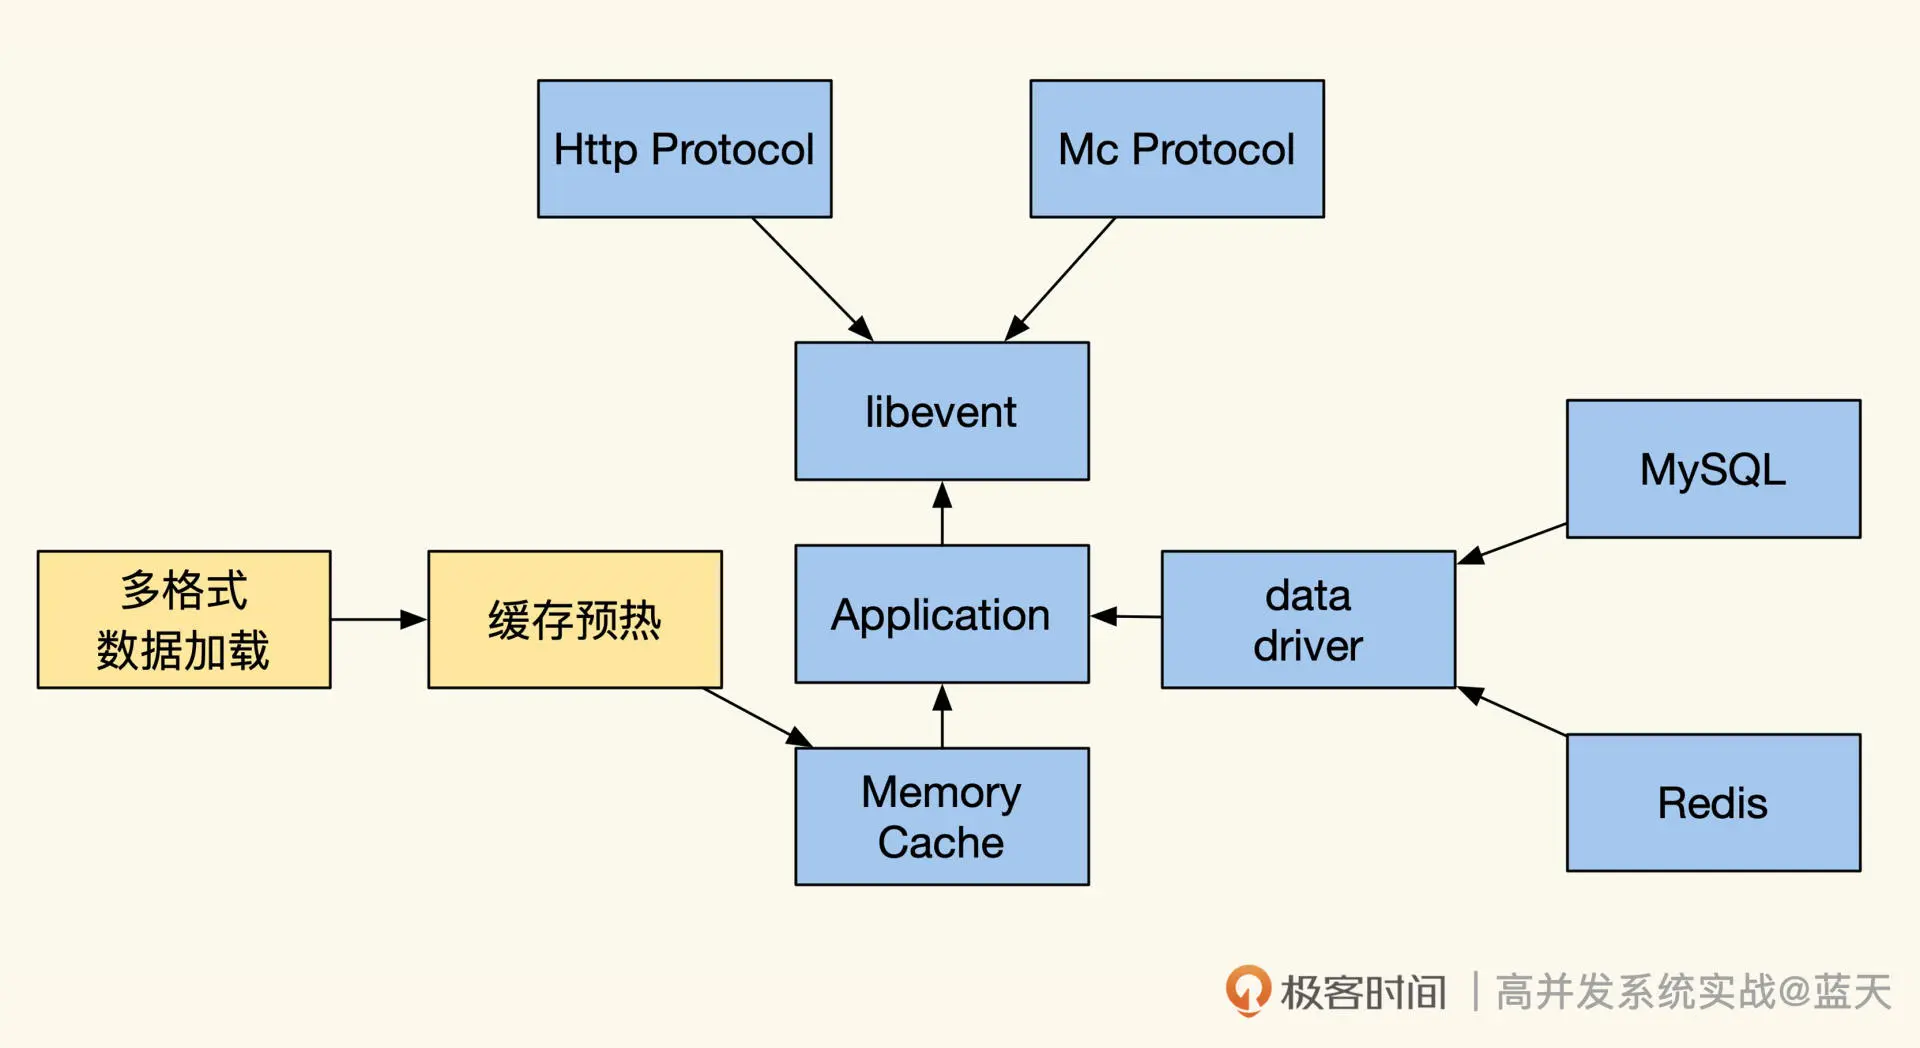 Http Protocol
Mc Protocol
libevent
MySQL
多格式
数据加载
缓存预热
Application
data
driver
Memory
Cache
Redis
极客时间 | 高并发系统实战@蓝天